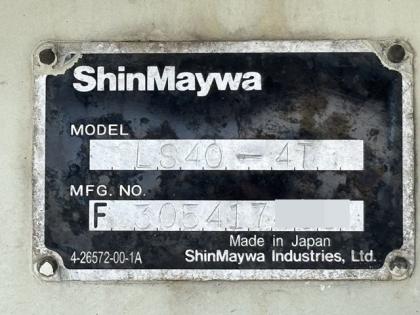 ShinMaywa
MODEL
LS40-4T
MFG. NO.
F 305417
Made in Japan
4-26572-00-1A ShinMaywa Industries, Ltd.